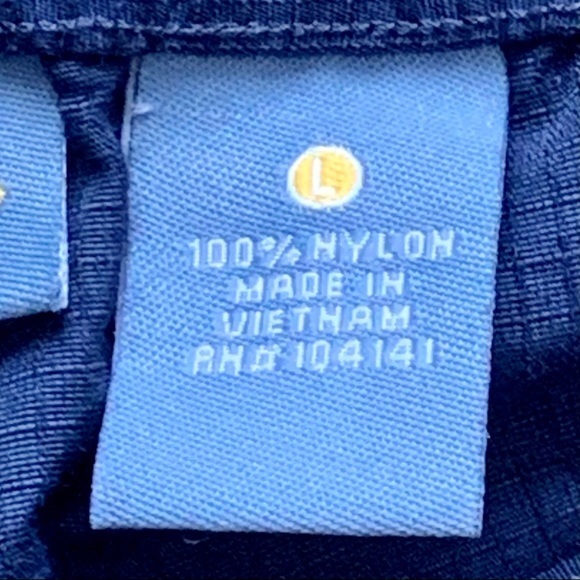 L
100% NYLON
MADE IN
VIETNAM
RN# 104141